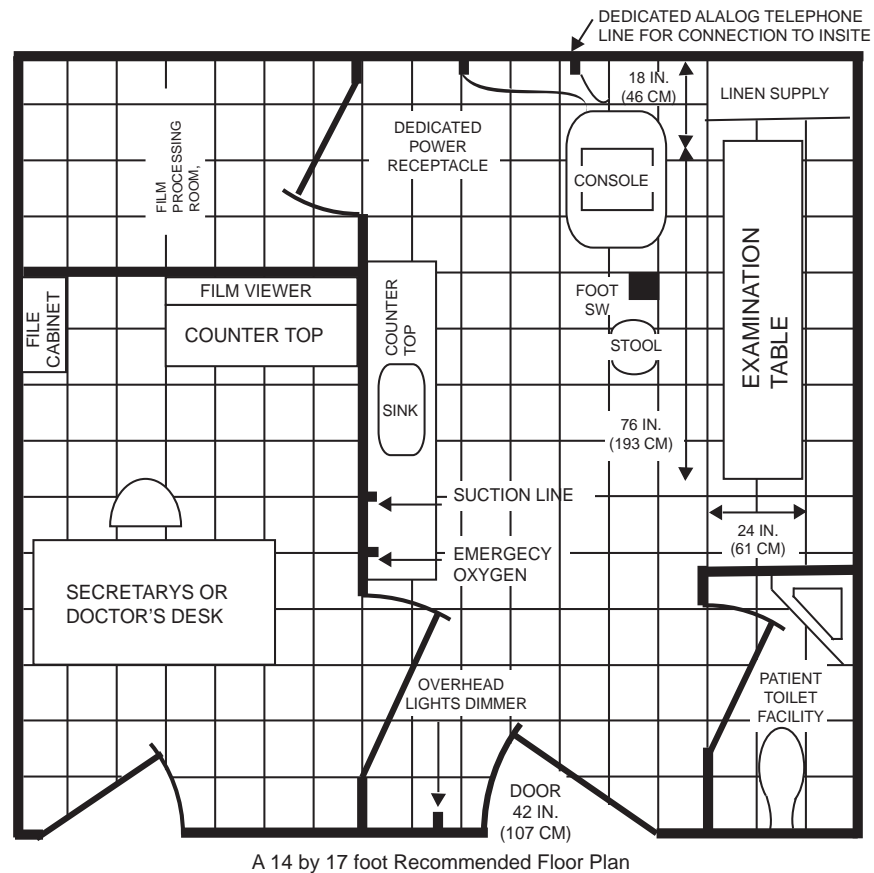 DEDICATED ALALOG TELEPHONE
LINE FOR CONNECTION TO INSITE
18 IN.
(46 CM)
LINEN SUPPLY
DEDICATED
POWER
RECEPTACLE
FILM
PROCESSING
ROOM,
CONSOLE
FILE
CABINET
FILM VIEWER
COUNTER TOP
COUNTER
TOP
FOOT
SW
STOOL
EXAMINATION
TABLE
SINK
76 IN.
(193 CM)
SUCTION LINE
24 IN.
(61 CM)
EMERGECY
OXYGEN
SECRETARYS OR
DOCTOR'S DESK
OVERHEAD
LIGHTS DIMMER
PATIENT
TOILET
FACILITY
DOOR
42 IN.
(107 CM)
A 14 by 17 foot Recommended Floor Plan